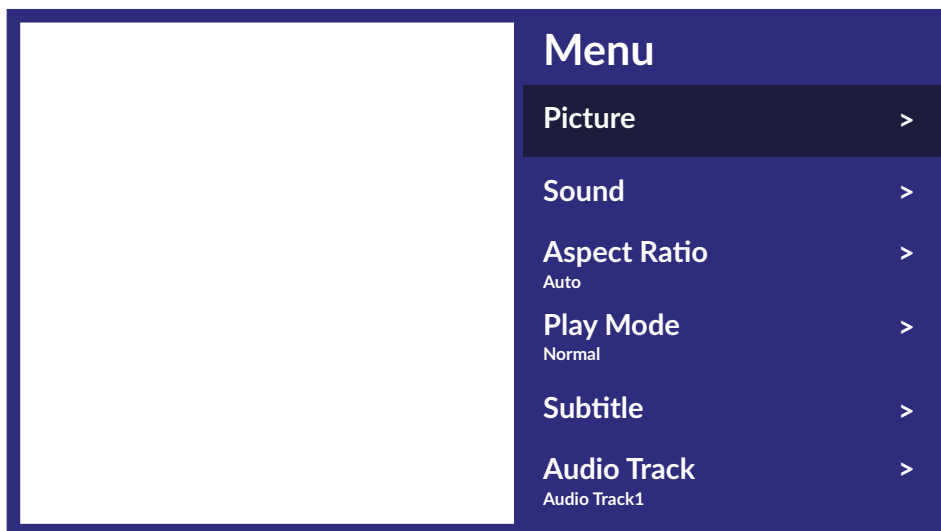 Menu
Picture >
Sound >
Aspect Ratio >
Auto
Play Mode >
Normal
Subtitle >
Audio Track >
Audio Track1